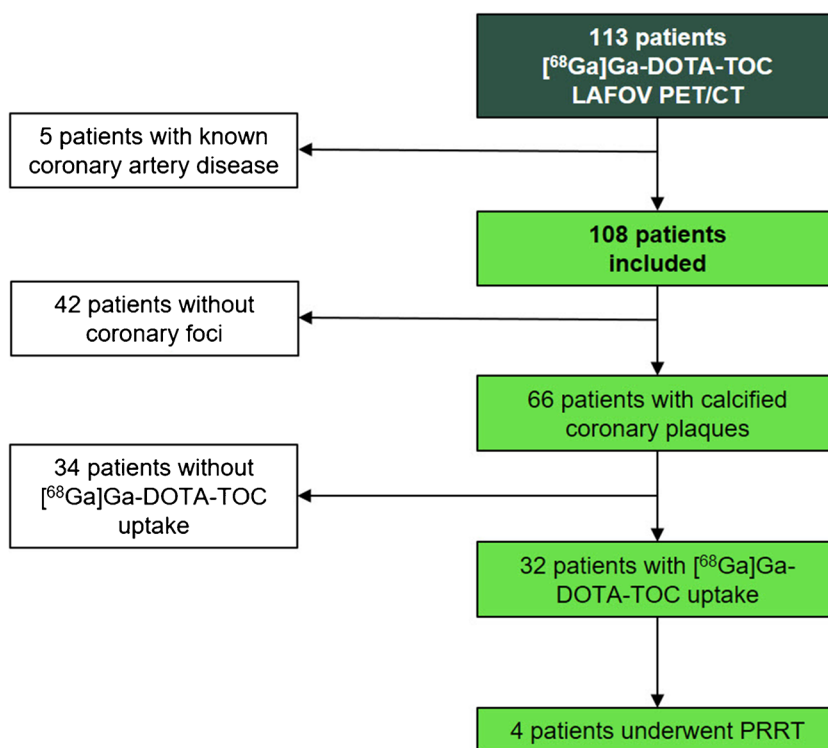 113 patients
[⁶⁸Ga]Ga-DOTA-TOC
LAFOV PET/CT
5 patients with known
coronary artery disease
108 patients
included
42 patients without
coronary foci
66 patients with calcified
coronary plaques
34 patients without
[⁶⁸Ga]Ga-DOTA-TOC
uptake
32 patients with [⁶⁸Ga]Ga-
DOTA-TOC uptake
4 patients underwent PRRT